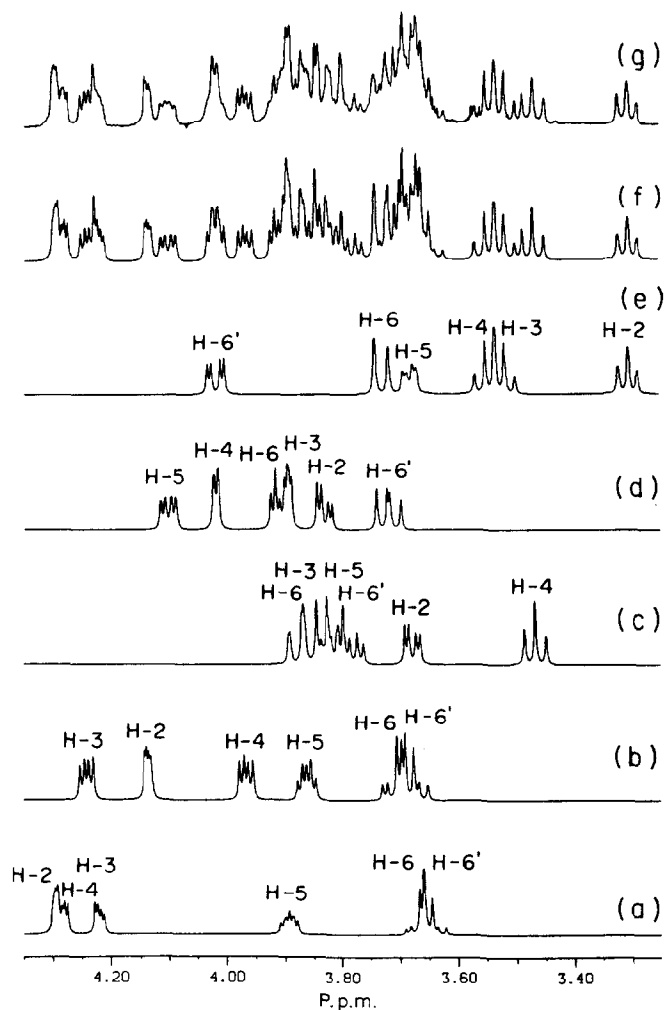 (g)
(f)
(e)
H-6' H-6 H-5 H-4 H-3 H-2
(d)
H-5 H-4 H-6 H-3 H-2 H-6'
(c)
H-6 H-3 H-5 H-6' H-2 H-4
(b)
H-3 H-2 H-4 H-5 H-6 H-6'
(a)
H-2 H-4 H-3 H-5 H-6 H-6'
4.20 4.00 3.80 3.60 3.40
P.p.m.